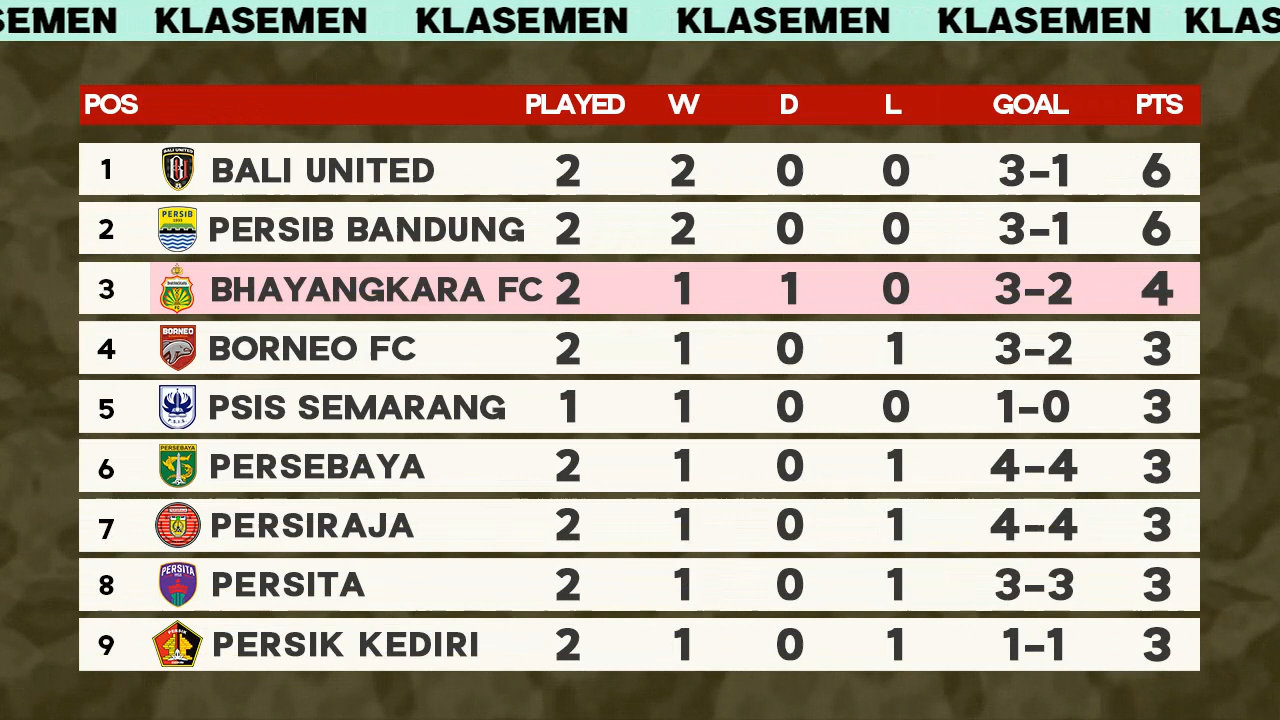 SEMEN KLASEMEN KLASEMEN KLASEMEN KLASEMEN KLAS
POS PLAYED W D L GOAL PTS
1 BALI UNITED 2 2 0 0 3-1 6
2 PERSIB BANDUNG 2 2 0 0 3-1 6
3 BHAYANGKARA FC 2 1 1 0 3-2 4
4 BORNEO FC 2 1 0 1 3-2 3
5 PSIS SEMARANG 1 1 0 0 1-0 3
6 PERSEBAYA 2 1 0 1 4-4 3
7 PERSIRAJA 2 1 0 1 4-4 3
8 PERSITA 2 1 0 1 3-3 3
9 PERSIK KEDIRI 2 1 0 1 1-1 3